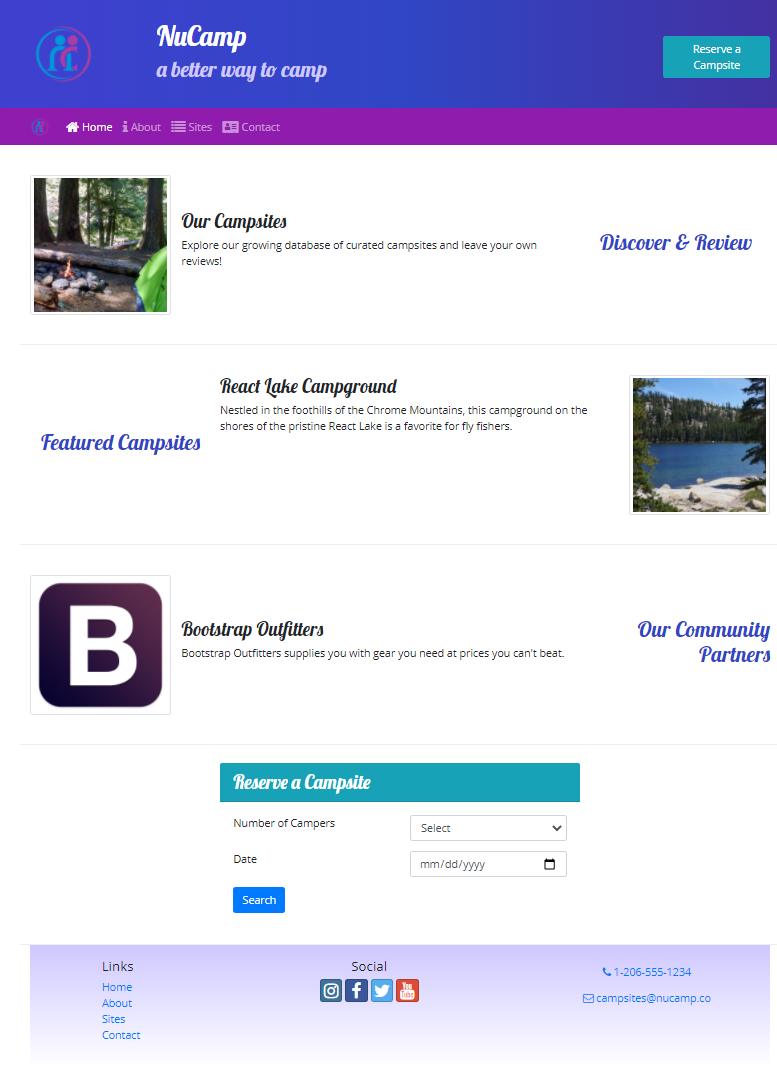 NuCamp
a better way to camp
Reserve a
Campsite
Home About Sites Contact
Our Campsites
Explore our growing database of curated campsites and leave your own
reviews!
Discover & Review
Featured Campsites
React Lake Campground
Nestled in the foothills of the Chrome Mountains, this campground on the
shores of the pristine React Lake is a favorite for fly fishers.
B
Bootstrap Outfitters
Bootstrap Outfitters supplies you with gear you need at prices you can't beat.
Our Community
Partners
Reserve a Campsite
Number of Campers
Select
Date
mm/dd/yyyy
Search
Links
Home
About
Sites
Contact
Social
You
Tube
1-206-555-1234
campsites@nucamp.co